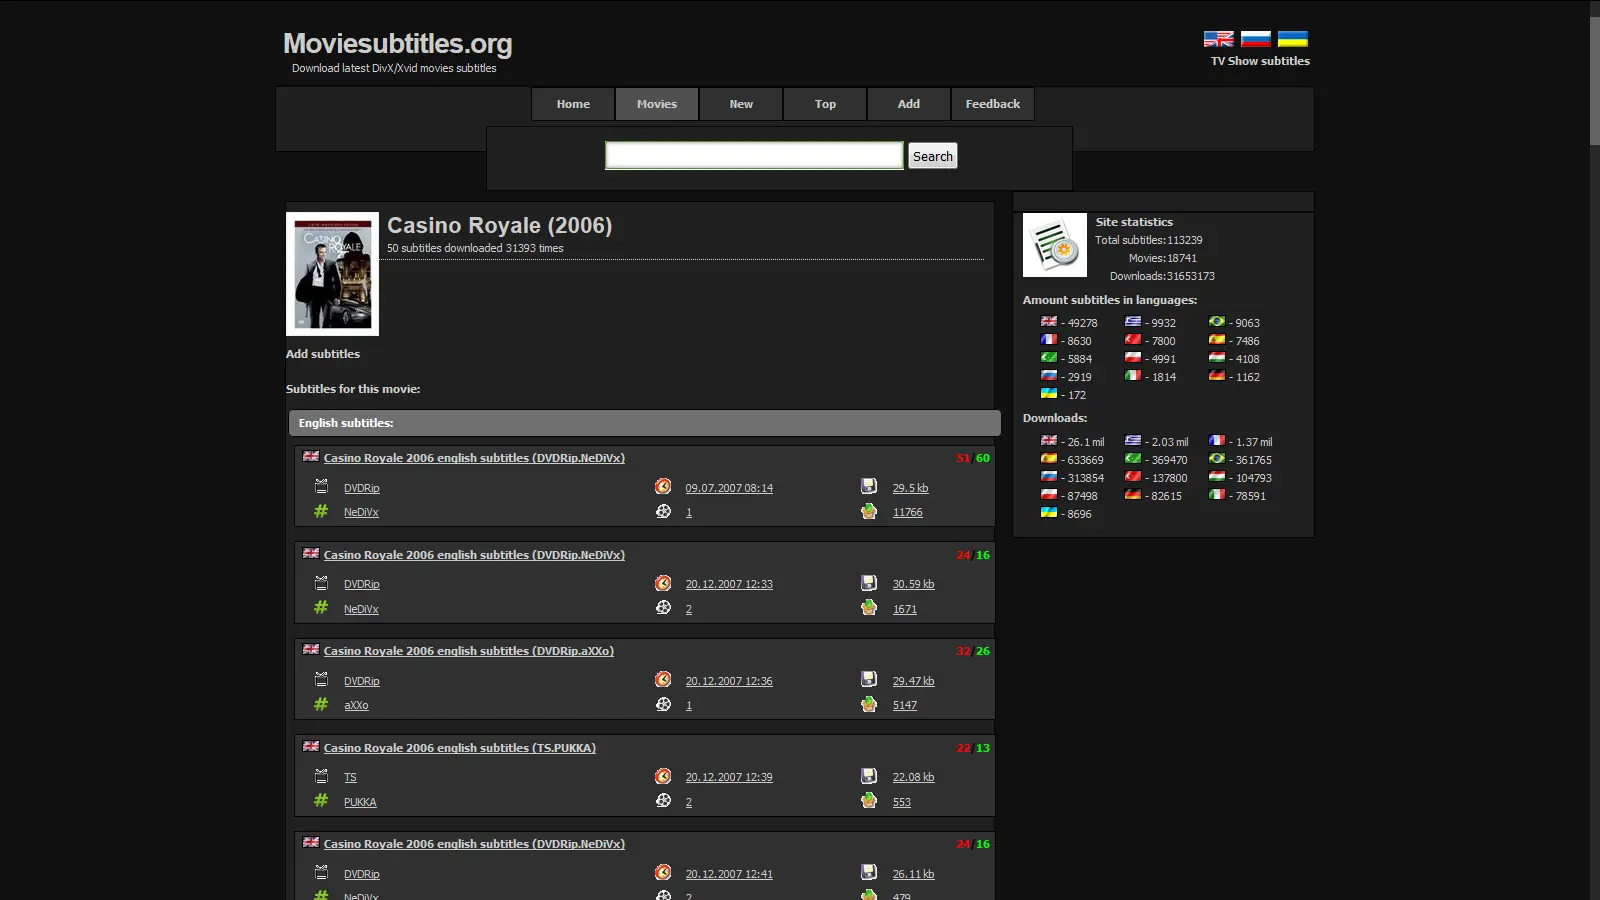 Moviesubtitles.org
Download latest DivX/Xvid movies subtitles
TV Show subtitles
Home Movies New Top Add Feedback
Search
CASINO ROYALE
Casino Royale (2006)
50 subtitles downloaded 31393 times
Add subtitles
Subtitles for this movie:
English subtitles:
Casino Royale 2006 english subtitles (DVDRip.NeDiVx) 51/60
DVDRip 09.07.2007 08:14 29.5 kb
# NeDiVx 1 11766
Casino Royale 2006 english subtitles (DVDRip.NeDiVx) 24/16
DVDRip 20.12.2007 12:33 30.59 kb
# NeDiVx 2 1671
Casino Royale 2006 english subtitles (DVDRip.aXXo) 32/26
DVDRip 20.12.2007 12:36 29.47 kb
# aXXo 1 5147
Casino Royale 2006 english subtitles (TS.PUKKA) 22/13
TS 20.12.2007 12:39 22.08 kb
# PUKKA 2 553
Casino Royale 2006 english subtitles (DVDRip.NeDiVx) 24/16
DVDRip 20.12.2007 12:41 26.11 kb
# NeDiVx 2 479
Site statistics
Total subtitles:113239
Movies:18741
Downloads:31653173
Amount subtitles in languages:
- 49278 - 9932 - 9063
- 8630 - 7800 - 7486
- 5884 - 4991 - 4108
- 2919 - 1814 - 1162
- 172
Downloads:
- 26.1 mil - 2.03 mil - 1.37 mil
- 633669 - 369470 - 361765
- 313854 - 137800 - 104793
- 87498 - 82615 - 78591
- 8696